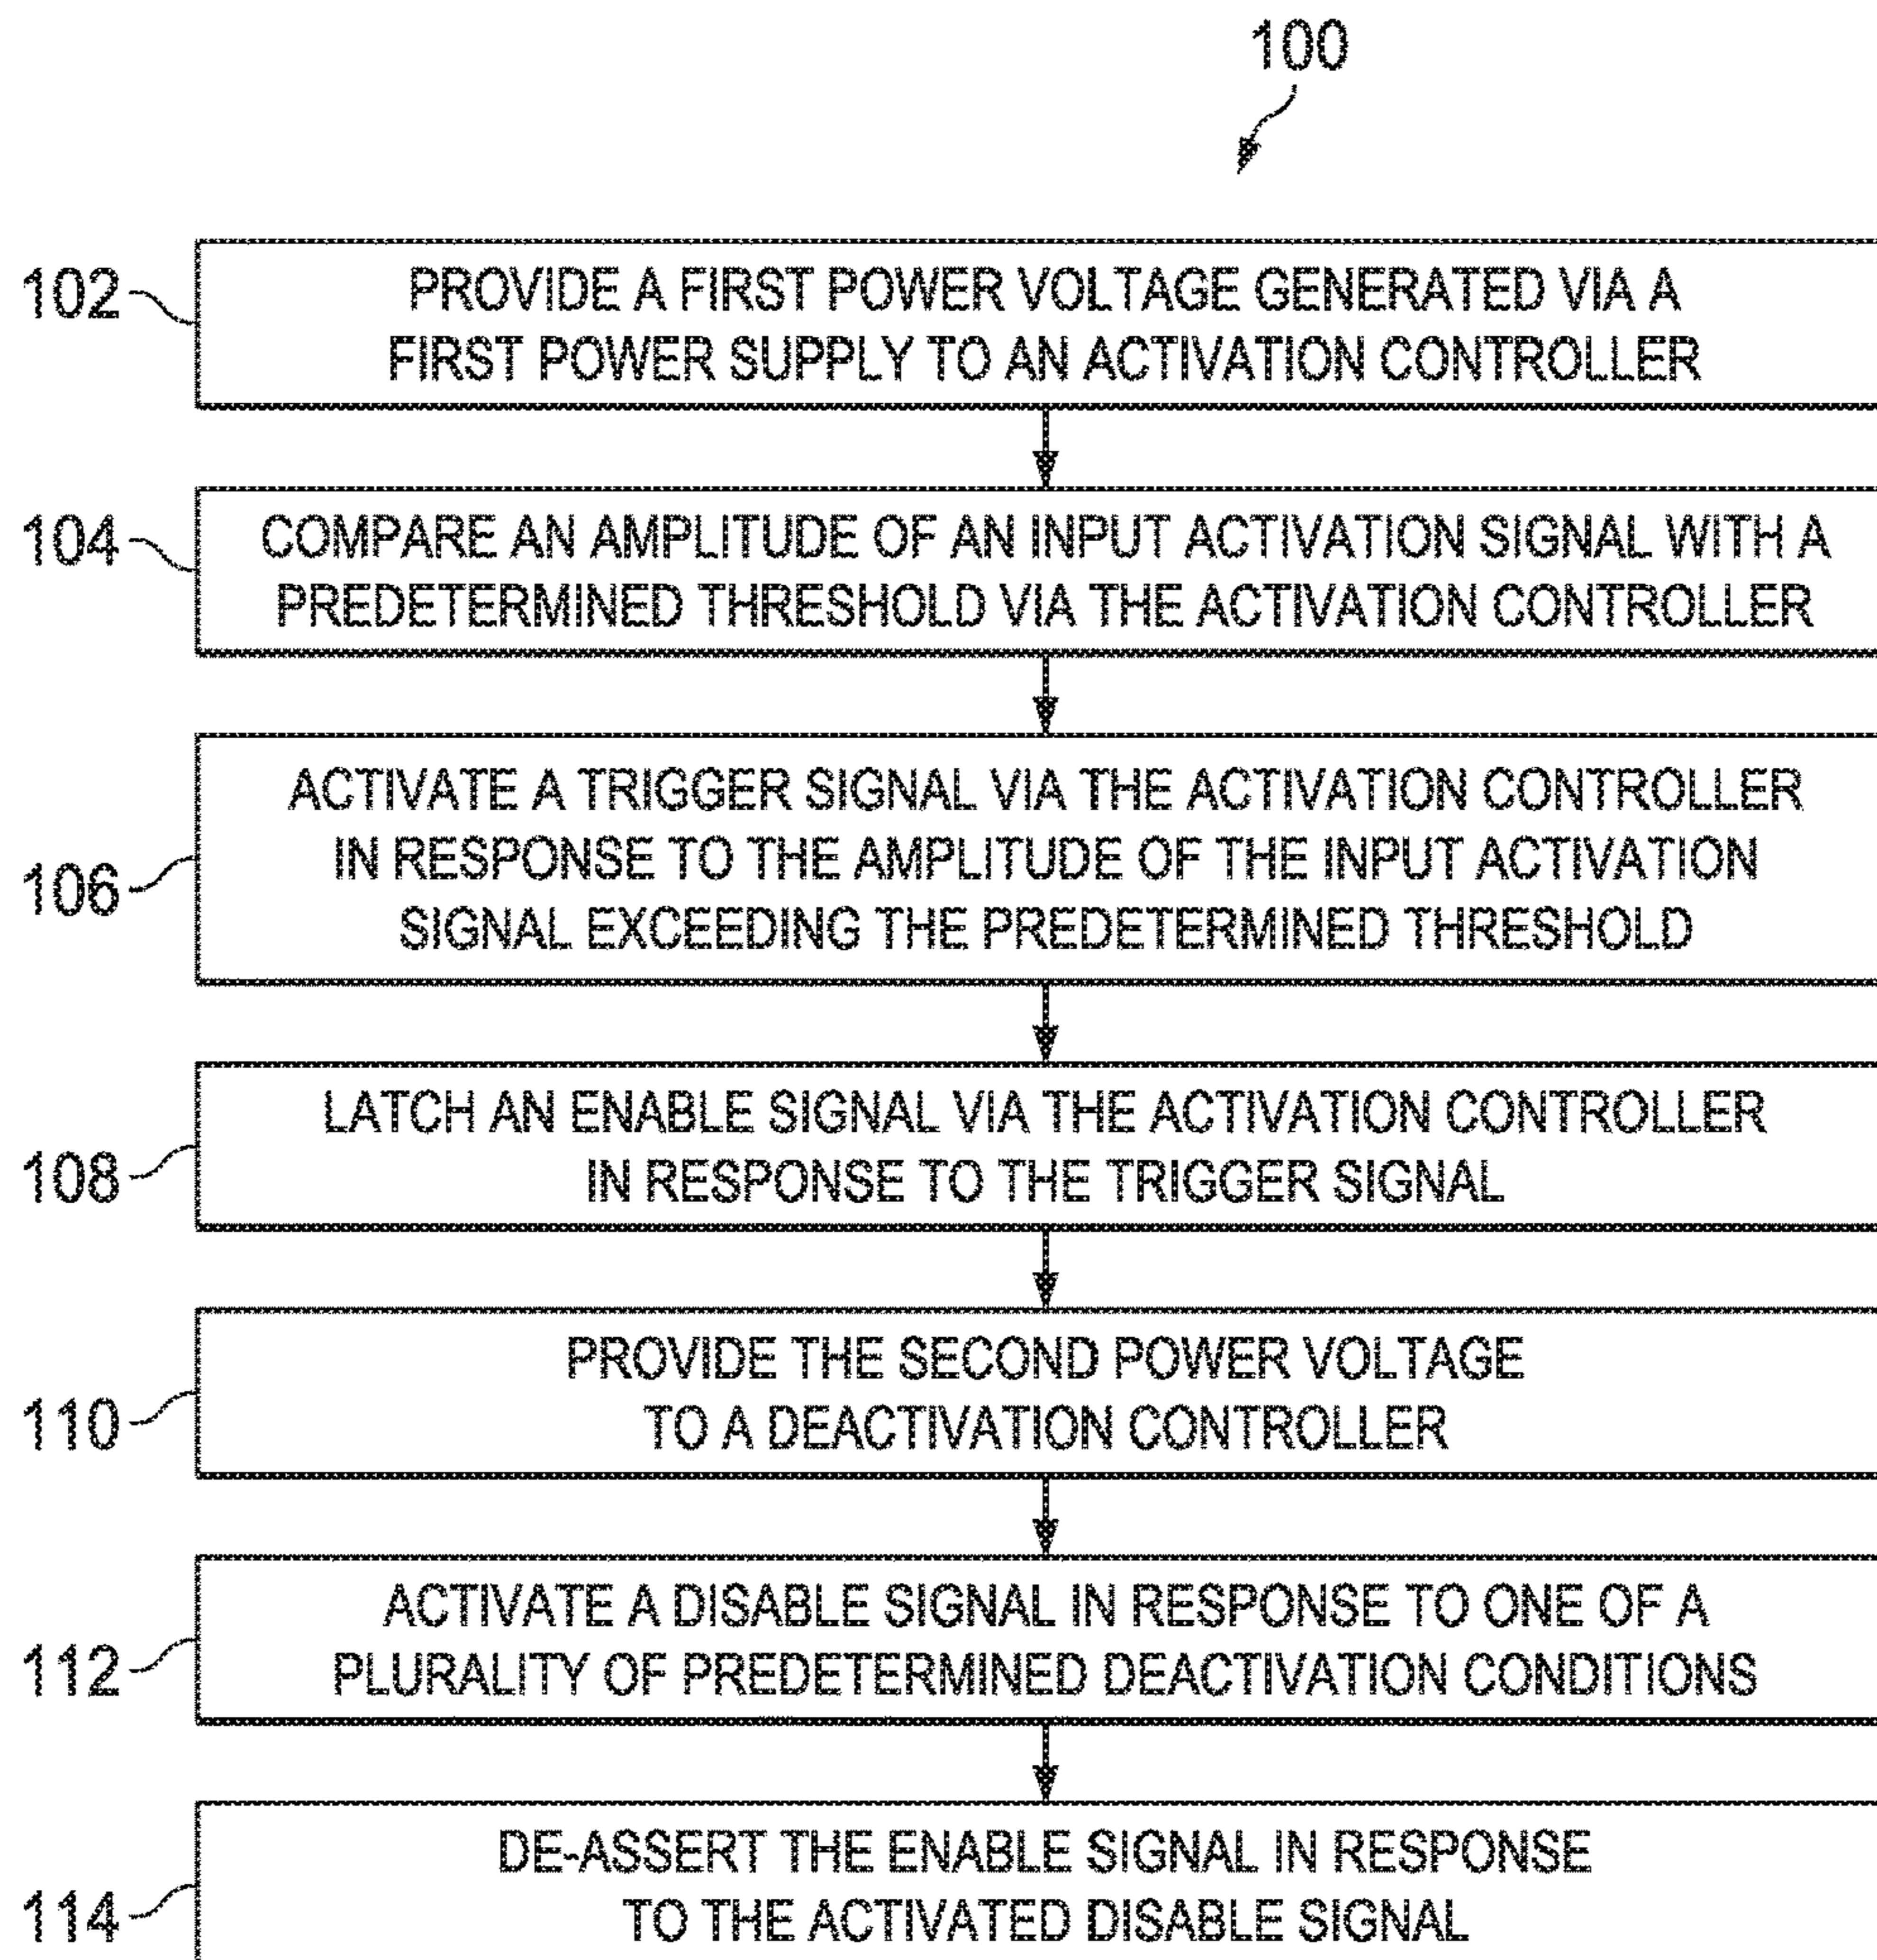 100
102
PROVIDE A FIRST POWER VOLTAGE GENERATED VIA A
FIRST POWER SUPPLY TO AN ACTIVATION CONTROLLER
104
COMPARE AN AMPLITUDE OF AN INPUT ACTIVATION SIGNAL WITH A
PREDETERMINED THRESHOLD VIA THE ACTIVATION CONTROLLER
106
ACTIVATE A TRIGGER SIGNAL VIA THE ACTIVATION CONTROLLER
IN RESPONSE TO THE AMPLITUDE OF THE INPUT ACTIVATION
SIGNAL EXCEEDING THE PREDETERMINED THRESHOLD
108
LATCH AN ENABLE SIGNAL VIA THE ACTIVATION CONTROLLER
IN RESPONSE TO THE TRIGGER SIGNAL
110
PROVIDE THE SECOND POWER VOLTAGE
TO A DEACTIVATION CONTROLLER
112
ACTIVATE A DISABLE SIGNAL IN RESPONSE TO ONE OF A
PLURALITY OF PREDETERMINED DEACTIVATION CONDITIONS
114
DE-ASSERT THE ENABLE SIGNAL IN RESPONSE
TO THE ACTIVATED DISABLE SIGNAL